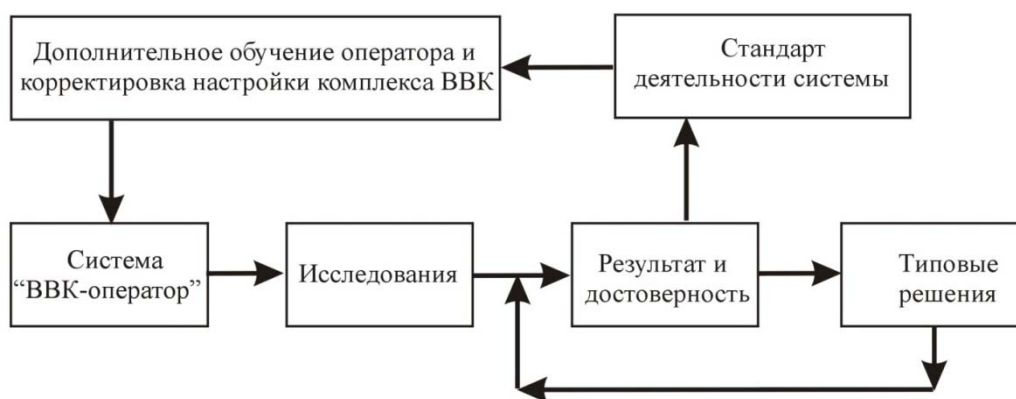 Дополнительное обучение оператора и
корректировка настройки комплекса ВВК
Стандарт
деятельности системы
Система
“ВВК-оператор”
Исследования
Результат и
достоверность
Типовые
решения